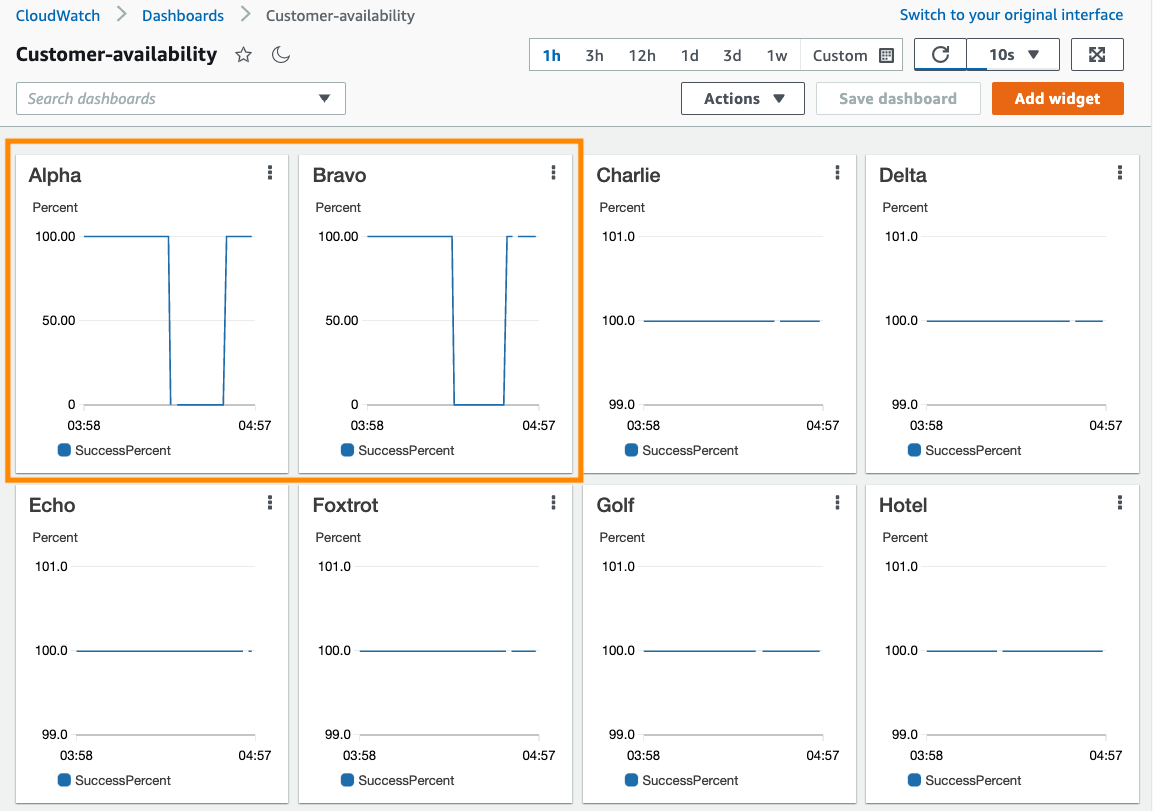 CloudWatch > Dashboards > Customer-availability
Switch to your original interface
Customer-availability
1h 3h 12h 1d 3d 1w Custom
10s
Search dashboards
Actions
Save dashboard
Add widget
Alpha
Percent
100.00
50.00
0
03:58 04:57
SuccessPercent
Bravo
Percent
100.00
50.00
0
03:58 04:57
SuccessPercent
Charlie
Percent
101.0
100.0
99.0
03:58 04:57
SuccessPercent
Delta
Percent
101.0
100.0
99.0
03:58 04:57
SuccessPercent
Echo
Percent
101.0
100.0
99.0
03:58 04:57
SuccessPercent
Foxtrot
Percent
101.0
100.0
99.0
03:58 04:57
SuccessPercent
Golf
Percent
101.0
100.0
99.0
03:58 04:57
SuccessPercent
Hotel
Percent
101.0
100.0
99.0
03:58 04:57
SuccessPercent